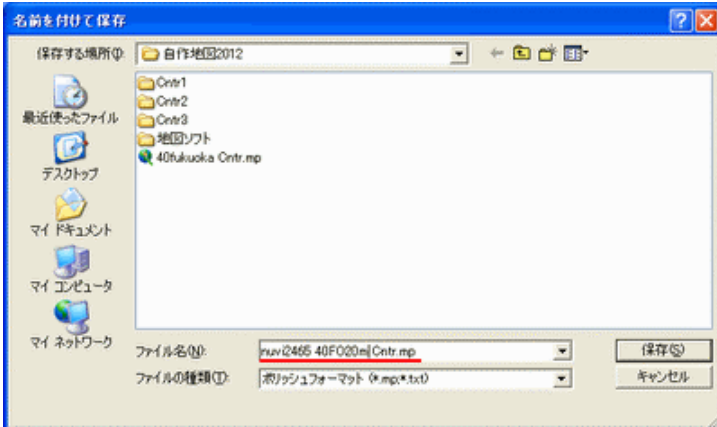 名前を付けて保存
保存する場所(I): 自作地図2012
Cntr1
Cntr2
Cntr3
地図ソフト
40fukuoka Cntr.mp
最近使ったファイル
デスクトップ
マイ ドキュメント
マイ コンピュータ
マイ ネットワーク
ファイル名(N): nuvi2465 40FO20m Cntr.mp 保存(S)
ファイルの種類(T): ポリッシュフォーマット (*.mp;*.txt) キャンセル